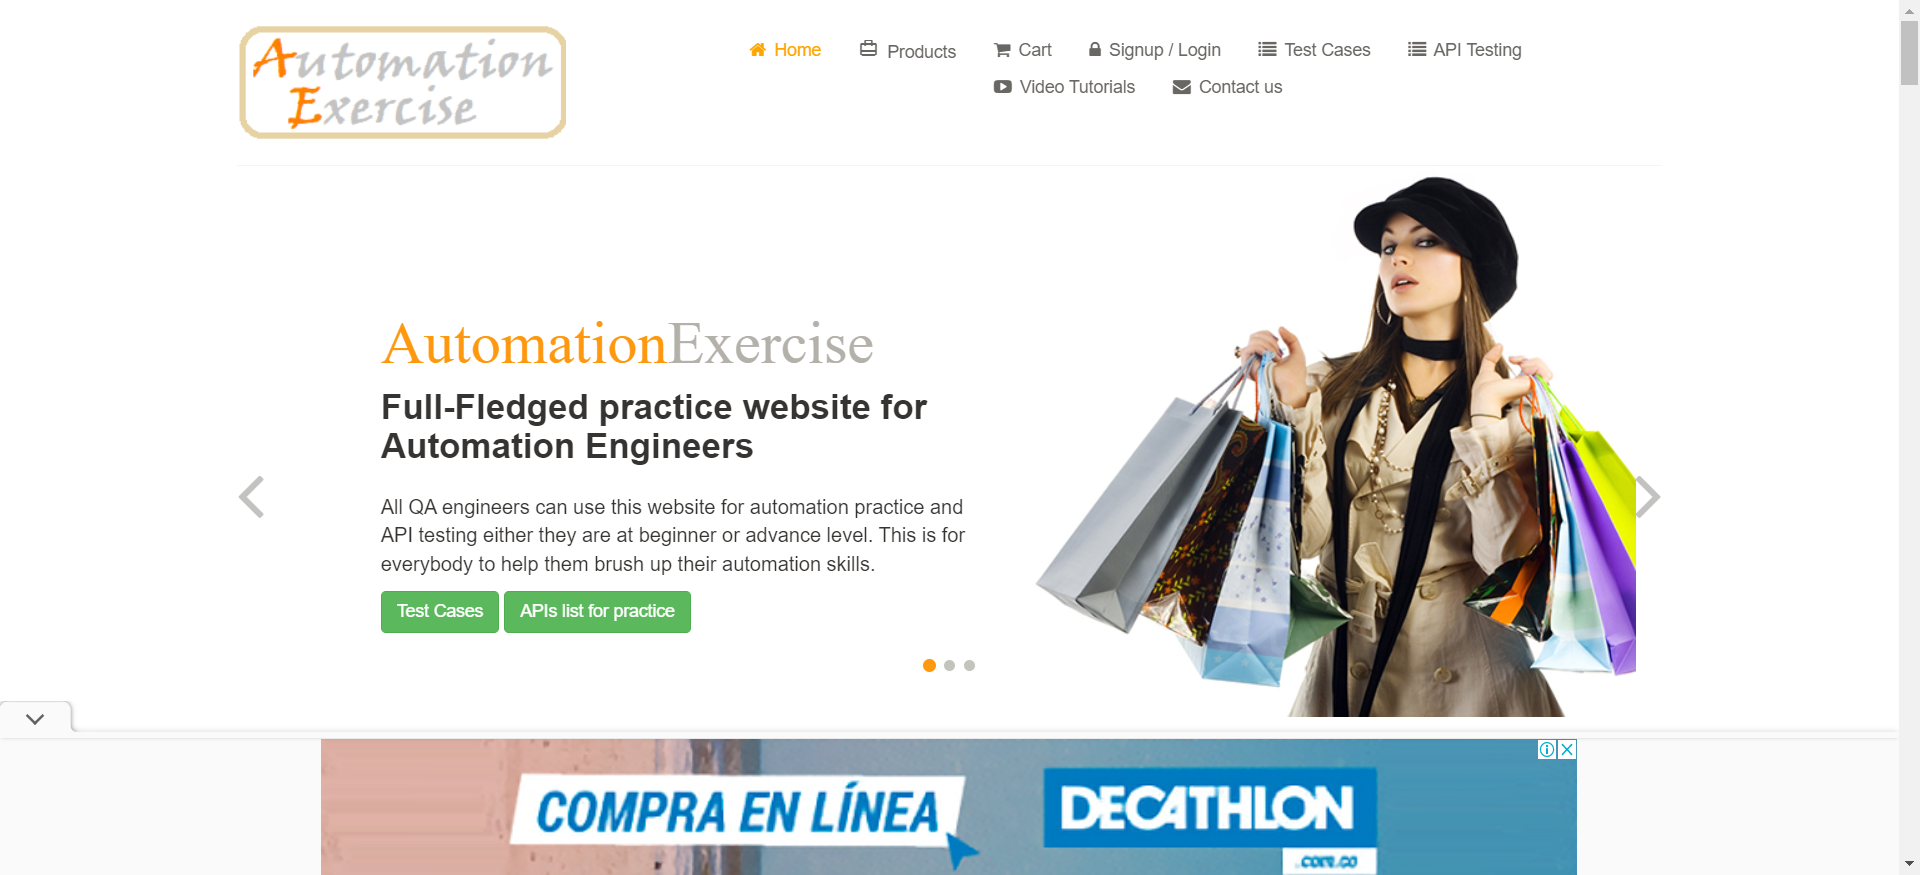 Automation
Exercise
Home
Products
Cart
Signup / Login
Test Cases
API Testing
Video Tutorials
Contact us
AutomationExercise
Full-Fledged practice website for
Automation Engineers
All QA engineers can use this website for automation practice and
API testing either they are at beginner or advance level. This is for
everybody to help them brush up their automation skills.
Test Cases
APIs list for practice
COMPRA EN LÍNEA
DECATHLON
.com.co